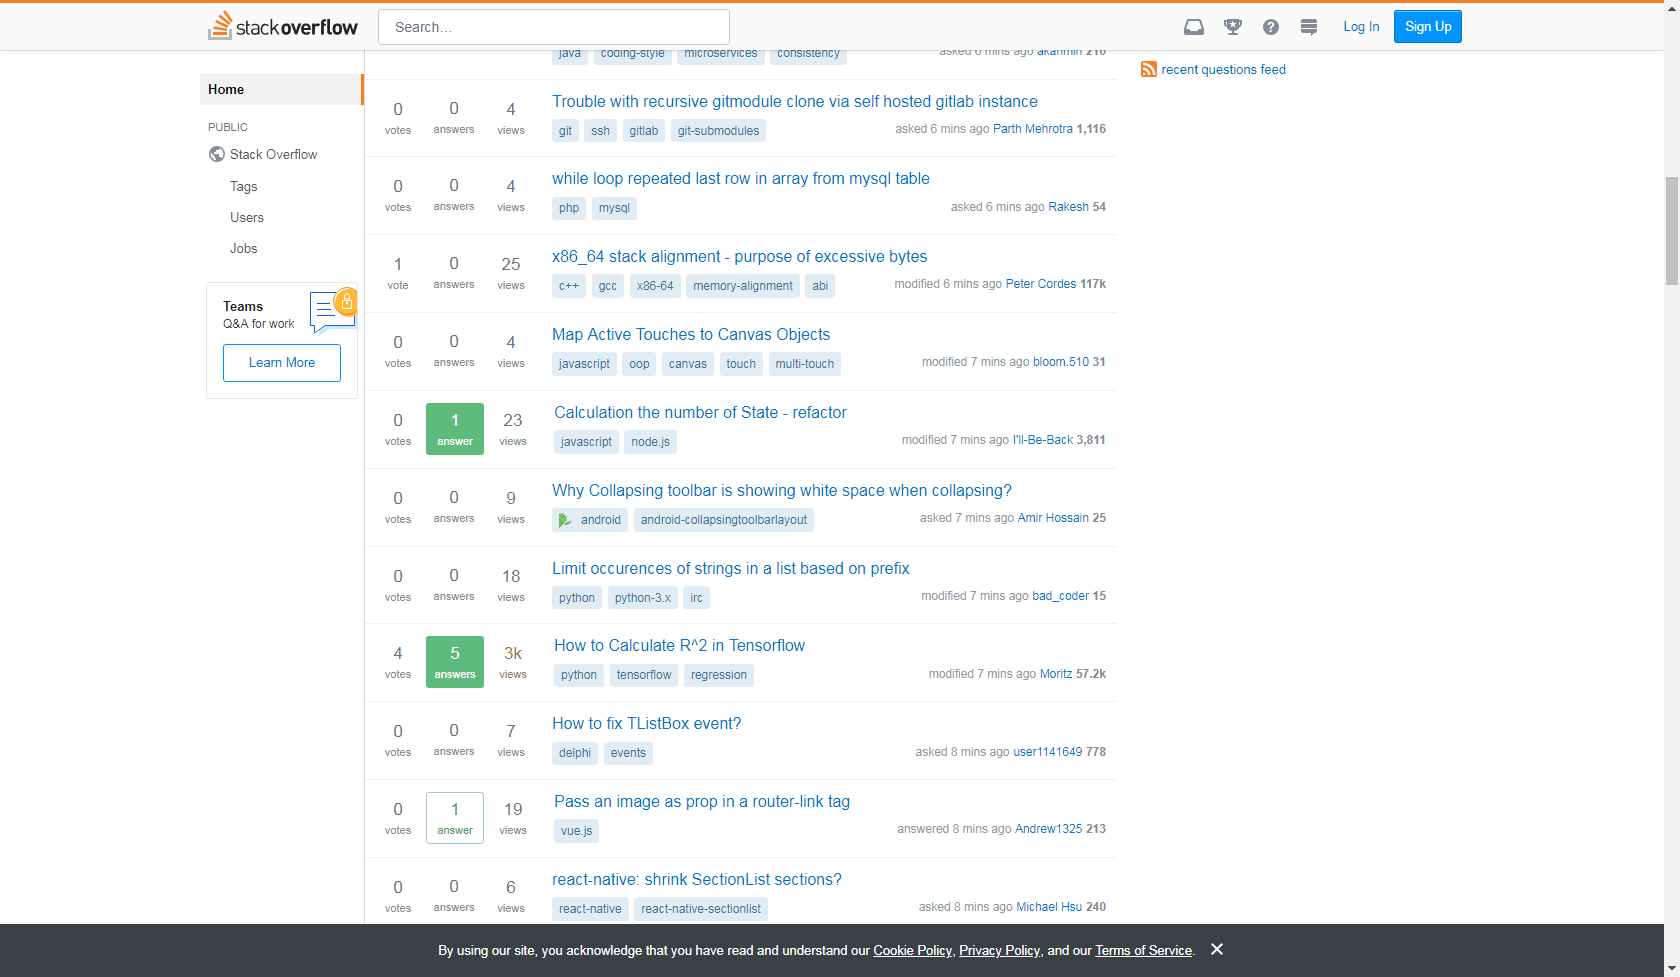 stackoverflow
Search…
Log In
Sign Up
Home
PUBLIC
Stack Overflow
Tags
Users
Jobs
Teams
Q&A for work
Learn More
java coding-style microservices consistency
asked 6 mins ago akarimin 210
0 votes 0 answers 4 views
Trouble with recursive gitmodule clone via self hosted gitlab instance
git ssh gitlab git-submodules
asked 6 mins ago Parth Mehrotra 1,116
0 votes 0 answers 4 views
while loop repeated last row in array from mysql table
php mysql
asked 6 mins ago Rakesh 54
1 vote 0 answers 25 views
x86_64 stack alignment - purpose of excessive bytes
c++ gcc x86-64 memory-alignment abi
modified 6 mins ago Peter Cordes 117k
0 votes 0 answers 4 views
Map Active Touches to Canvas Objects
javascript oop canvas touch multi-touch
modified 7 mins ago bloom.510 31
0 votes 1 answer 23 views
Calculation the number of State - refactor
javascript node.js
modified 7 mins ago I'll-Be-Back 3,811
0 votes 0 answers 9 views
Why Collapsing toolbar is showing white space when collapsing?
android android-collapsingtoolbarlayout
asked 7 mins ago Amir Hossain 25
0 votes 0 answers 18 views
Limit occurences of strings in a list based on prefix
python python-3.x irc
modified 7 mins ago bad_coder 15
4 votes 5 answers 3k views
How to Calculate R^2 in Tensorflow
python tensorflow regression
modified 7 mins ago Moritz 57.2k
0 votes 0 answers 7 views
How to fix TListBox event?
delphi events
asked 8 mins ago user1141649 778
0 votes 1 answer 19 views
Pass an image as prop in a router-link tag
vue.js
answered 8 mins ago Andrew1325 213
0 votes 0 answers 6 views
react-native: shrink SectionList sections?
react-native react-native-sectionlist
asked 8 mins ago Michael Hsu 240
recent questions feed
By using our site, you acknowledge that you have read and understand our Cookie Policy, Privacy Policy, and our Terms of Service.